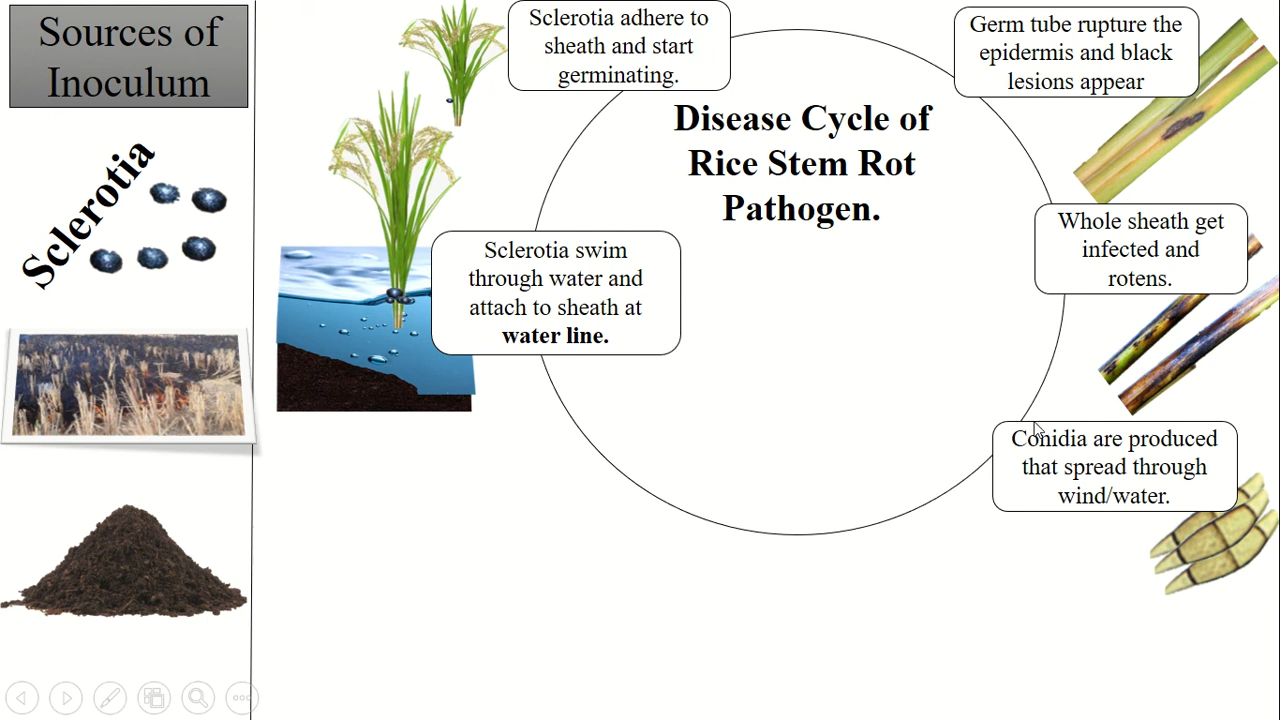 Sources of
Inoculum
Sclerotia
Sclerotia adhere to
sheath and start
germinating.
Sclerotia swim
through water and
attach to sheath at
water line.
Disease Cycle of
Rice Stem Rot
Pathogen.
Germ tube rupture the
epidermis and black
lesions appear
Whole sheath get
infected and
rotens.
Conidia are produced
that spread through
wind/water.